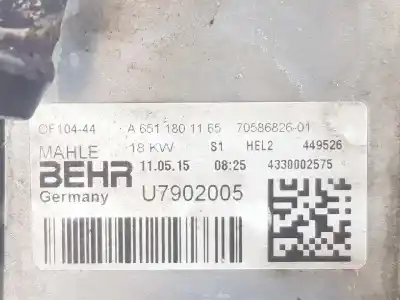 OF104-44 A 651 180 11 65 70586826-01
MAHLE 18 KW S1 HEL2 449526
BEHR 11.05.15 08:25 4330002575
Germany U7902005